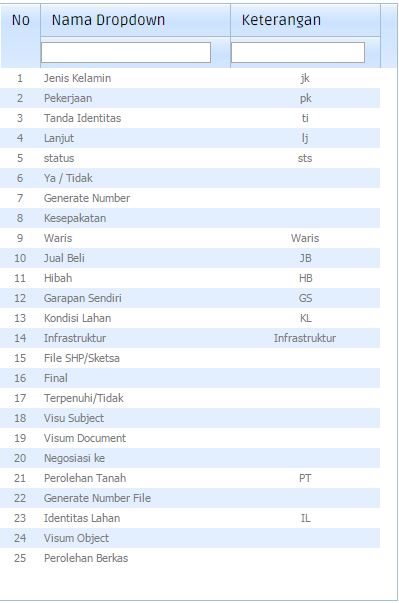 No Nama Dropdown Keterangan
1 Jenis Kelamin jk
2 Pekerjaan pk
3 Tanda Identitas ti
4 Lanjut lj
5 status sts
6 Ya / Tidak
7 Generate Number
8 Kesepakatan
9 Waris Waris
10 Jual Beli JB
11 Hibah HB
12 Garapan Sendiri GS
13 Kondisi Lahan KL
14 Infrastruktur Infrastruktur
15 File SHP/Sketsa
16 Final
17 Terpenuhi/Tidak
18 Visu Subject
19 Visum Document
20 Negosiasi ke
21 Perolehan Tanah PT
22 Generate Number File
23 Identitas Lahan IL
24 Visum Object
25 Perolehan Berkas